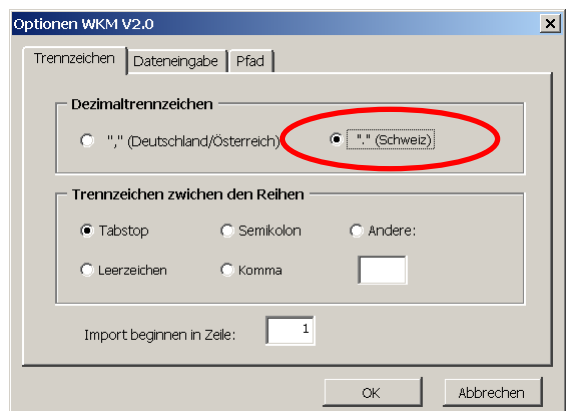 Optionen WKM V2.0
Trennzeichen Dateneingabe Pfad
Dezimaltrennzeichen
"," (Deutschland/Österreich) "." (Schweiz)
Trennzeichen zwichen den Reihen
Tabstop Semikolon Andere:
Leerzeichen Komma
Import beginnen in Zeile: 1
OK Abbrechen